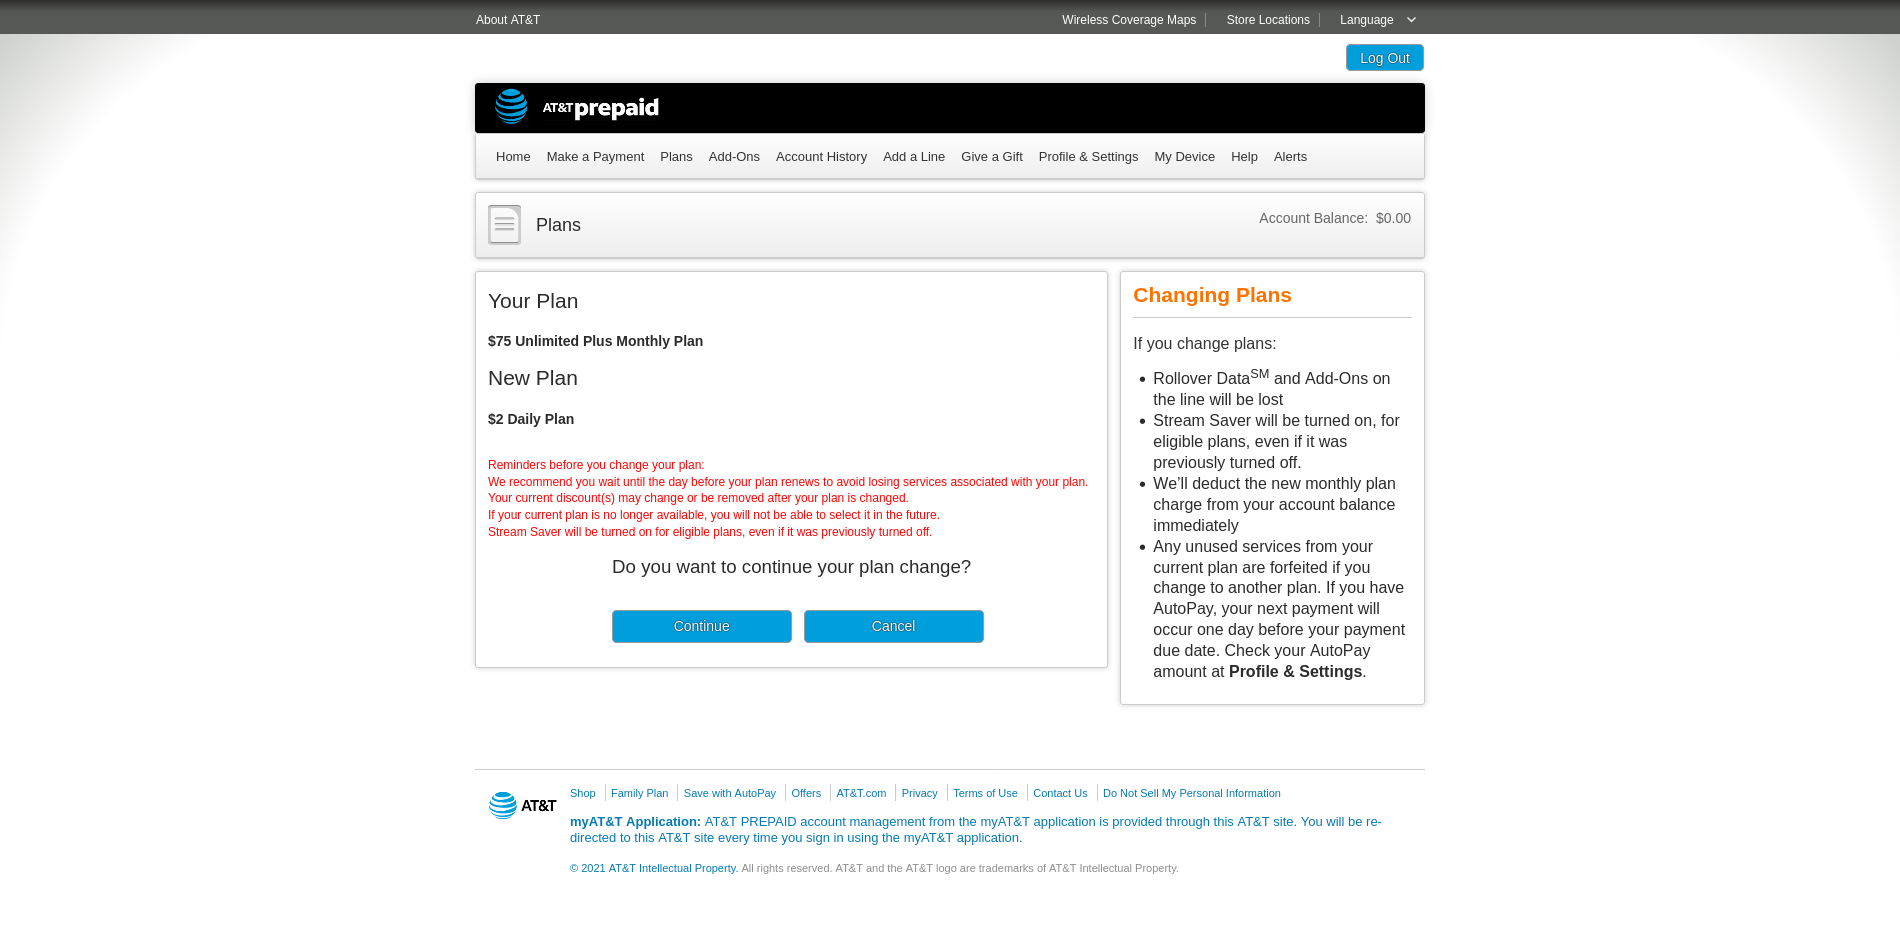 About AT&T
Wireless Coverage Maps
Store Locations
Language
Log Out
AT&T prepaid
Home
Make a Payment
Plans
Add-Ons
Account History
Add a Line
Give a Gift
Profile & Settings
My Device
Help
Alerts
Plans
Account Balance: $0.00
Your Plan
$75 Unlimited Plus Monthly Plan
New Plan
$2 Daily Plan
Reminders before you change your plan:
We recommend you wait until the day before your plan renews to avoid losing services associated with your plan.
Your current discount(s) may change or be removed after your plan is changed.
If your current plan is no longer available, you will not be able to select it in the future.
Stream Saver will be turned on for eligible plans, even if it was previously turned off.
Do you want to continue your plan change?
Continue
Cancel
Changing Plans
If you change plans:
• Rollover DataSM and Add-Ons on
the line will be lost
• Stream Saver will be turned on, for
eligible plans, even if it was
previously turned off.
• We’ll deduct the new monthly plan
charge from your account balance
immediately
• Any unused services from your
current plan are forfeited if you
change to another plan. If you have
AutoPay, your next payment will
occur one day before your payment
due date. Check your AutoPay
amount at Profile & Settings.
AT&T
Shop
Family Plan
Save with AutoPay
Offers
AT&T.com
Privacy
Terms of Use
Contact Us
Do Not Sell My Personal Information
myAT&T Application: AT&T PREPAID account management from the myAT&T application is provided through this AT&T site. You will be re-
directed to this AT&T site every time you sign in using the myAT&T application.
© 2021 AT&T Intellectual Property. All rights reserved. AT&T and the AT&T logo are trademarks of AT&T Intellectual Property.